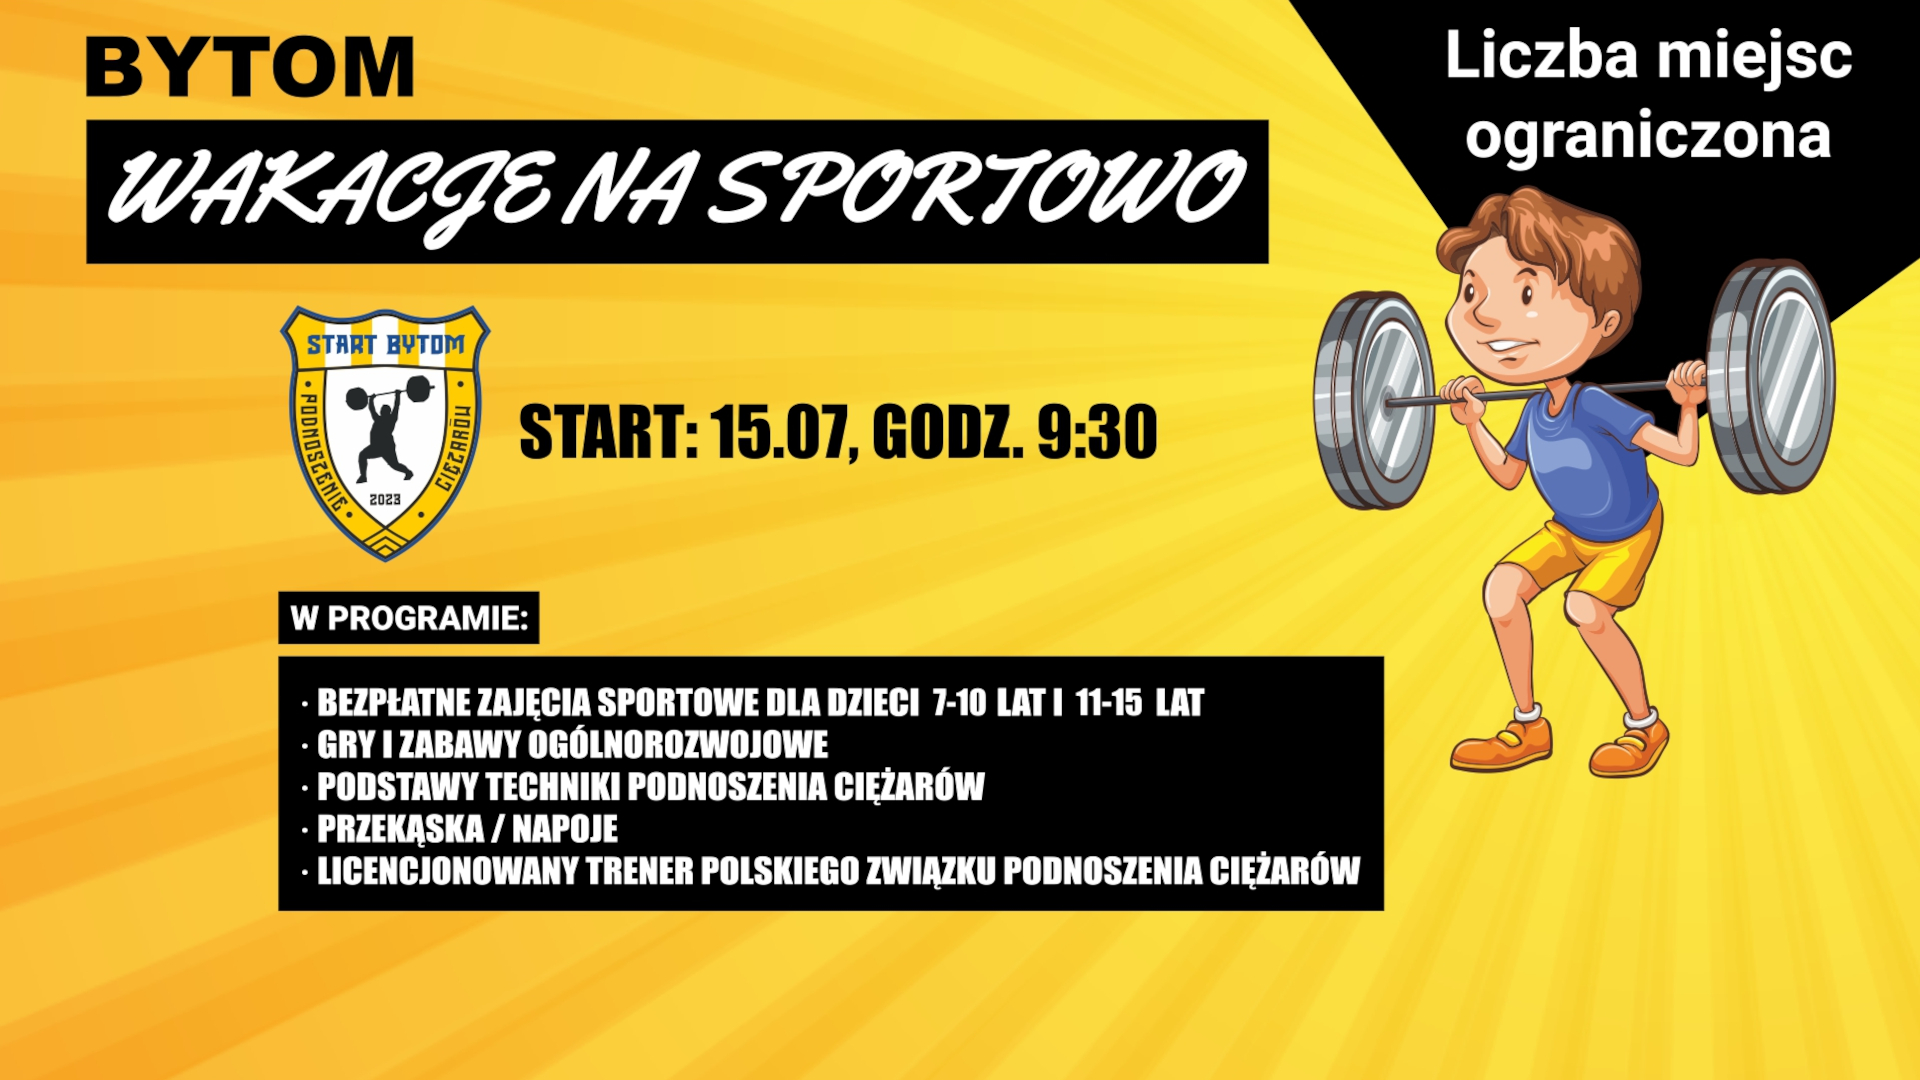 BYTOM
Liczba miejsc
ograniczona
WAKACJE NA SPORTOWO
START BYTOM
PODNOSZENIE
CIĘŻARÓW
2023
START: 15.07, GODZ. 9:30
W PROGRAMIE:
· BEZPŁATNE ZAJĘCIA SPORTOWE DLA DZIECI 7-10 LAT I 11-15 LAT
· GRY I ZABAWY OGÓLNOROZWOJOWE
· PODSTAWY TECHNIKI PODNOSZENIA CIĘŻARÓW
· PRZEKĄSKA / NAPOJE
· LICENCJONOWANY TRENER POLSKIEGO ZWIĄZKU PODNOSZENIA CIĘŻARÓW